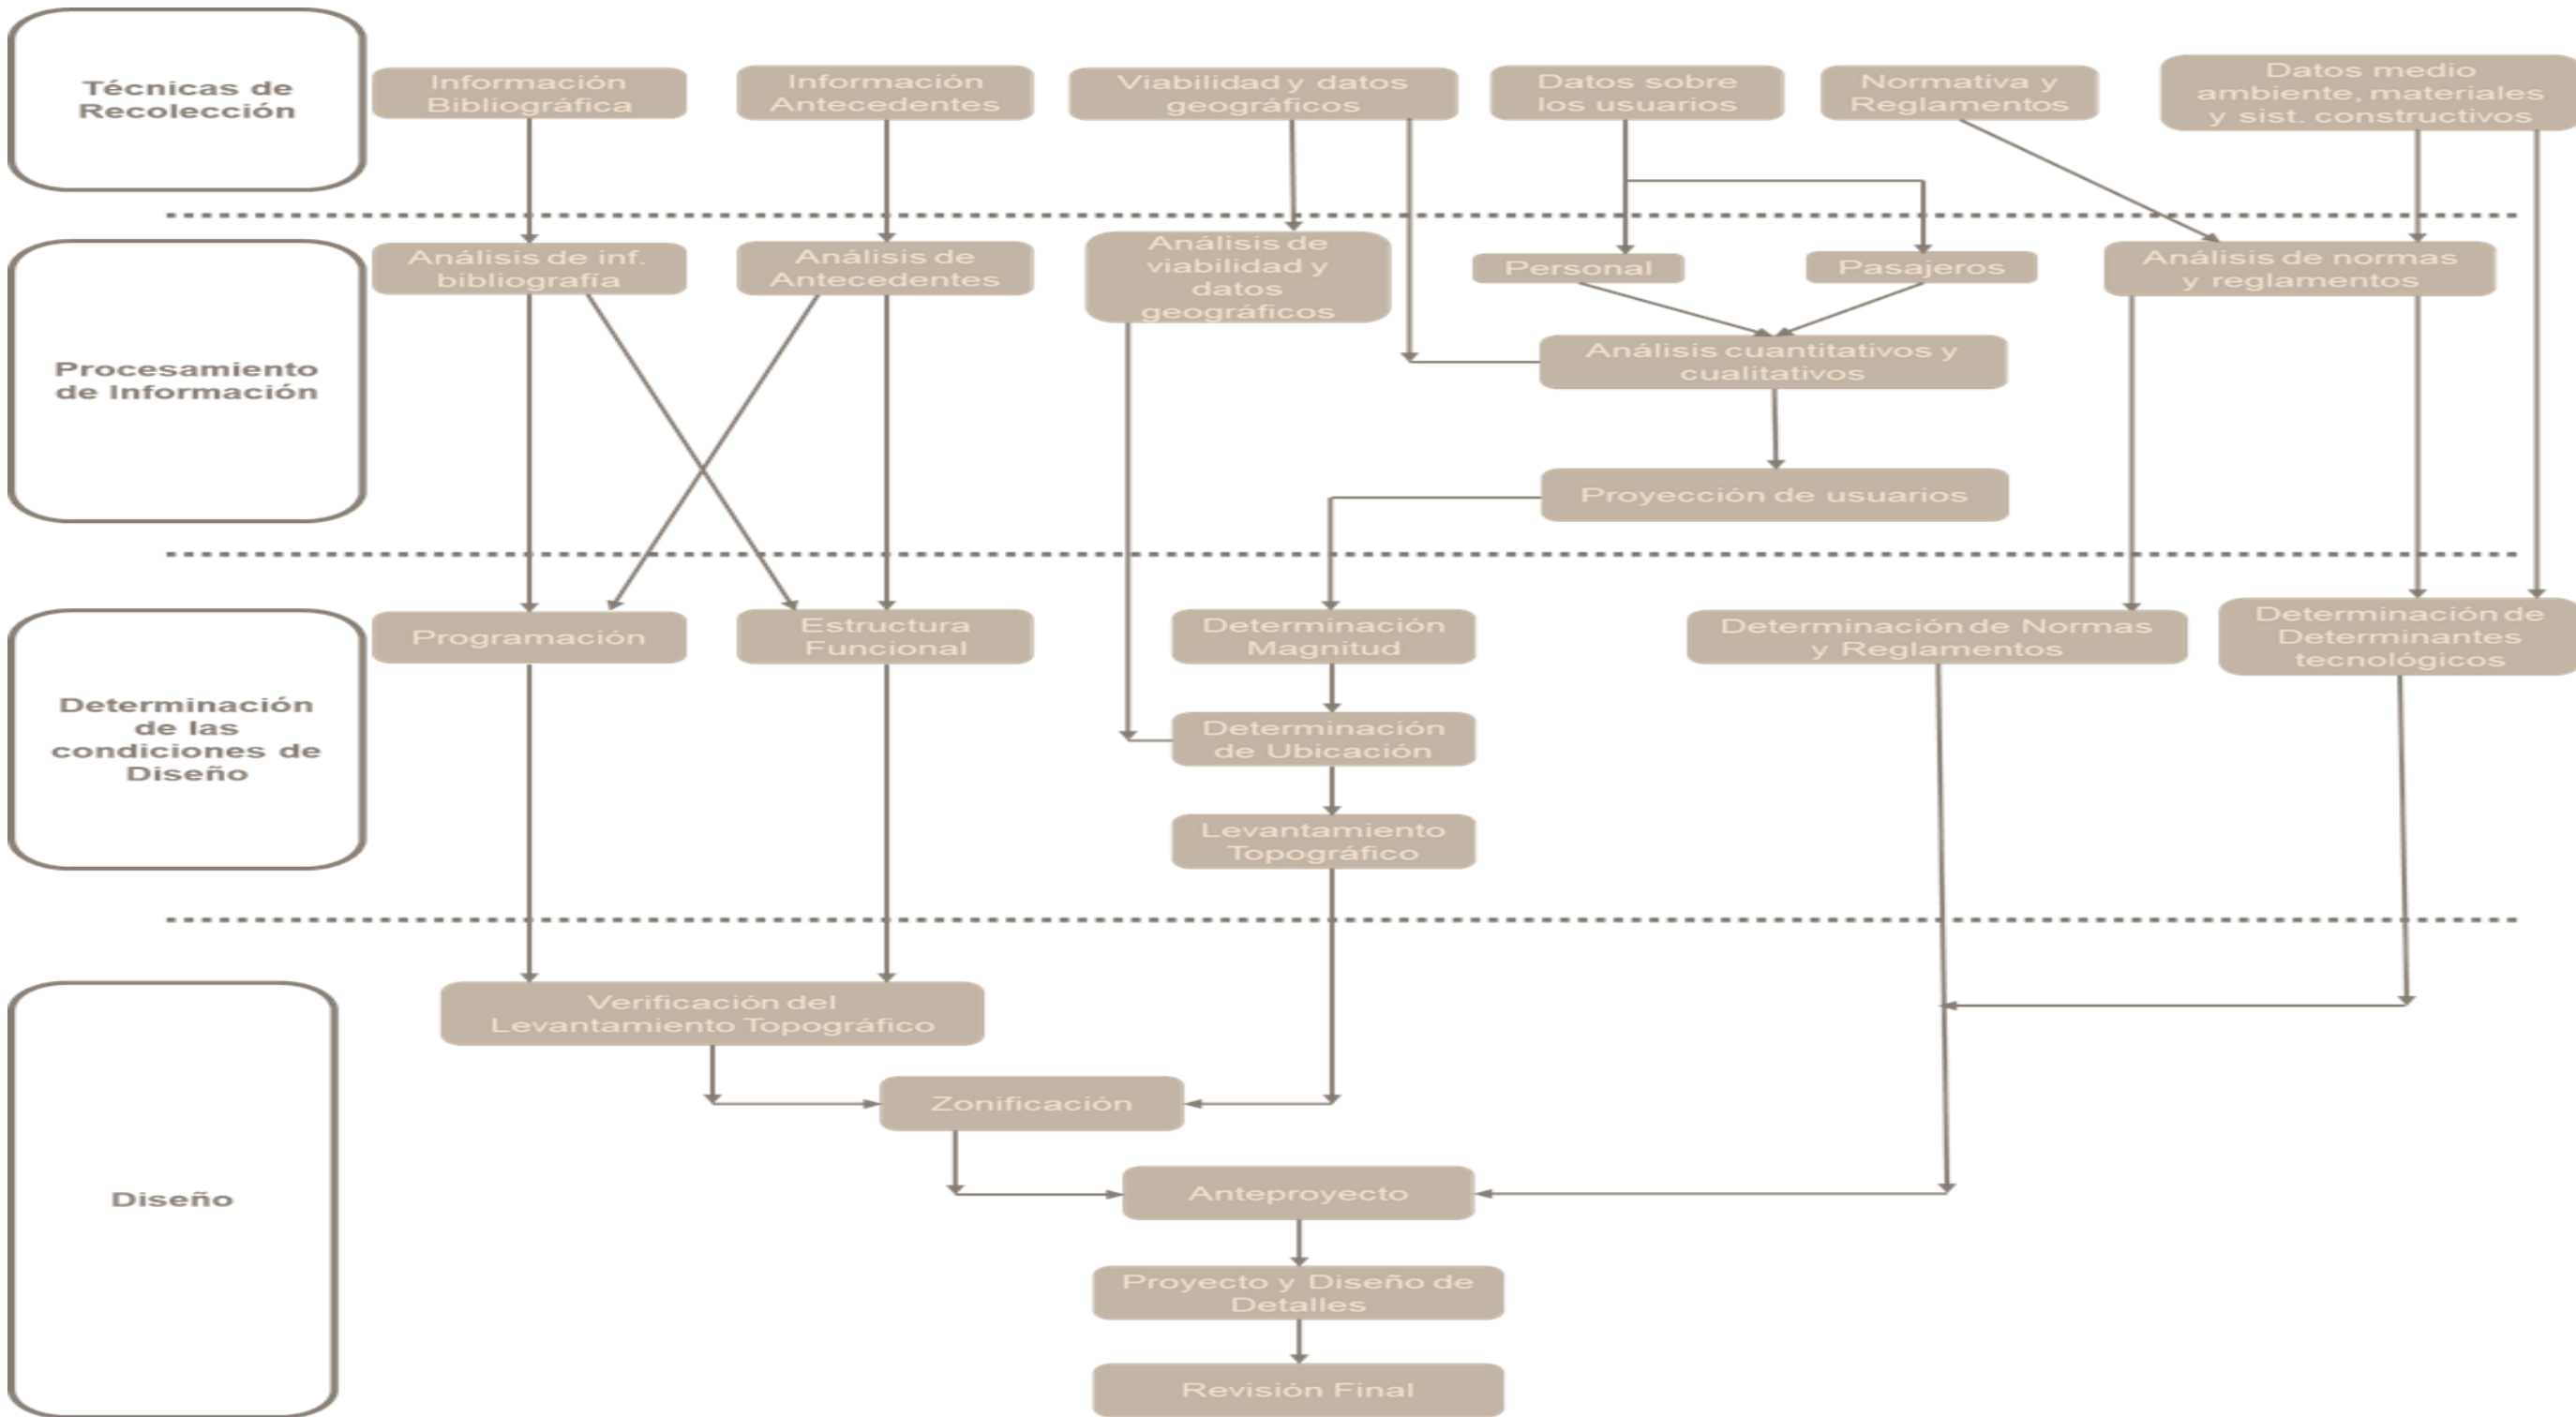 Técnicas de
Recolección
Información
Bibliográfica
Información
Antecedentes
Viabilidad y datos
geográficos
Datos sobre
los usuarios
Normativa y
Reglamentos
Datos medio
ambiente, materiales
y sist. constructivos
Procesamiento
de Información
Análisis de inf.
bibliografía
Análisis de
Antecedentes
Análisis de
viabilidad y
datos
geográficos
Personal
Pasajeros
Análisis de normas
y reglamentos
Análisis cuantitativos y
cualitativos
Proyección de usuarios
Determinación
de las
condiciones de
Diseño
Programación
Estructura
Funcional
Determinación
Magnitud
Determinación de Normas
y Reglamentos
Determinación de
Determinantes
tecnológicos
Determinación
de Ubicación
Levantamiento
Topográfico
Diseño
Verificación del
Levantamiento Topográfico
Zonificación
Anteproyecto
Proyecto y Diseño de
Detalles
Revisión Final